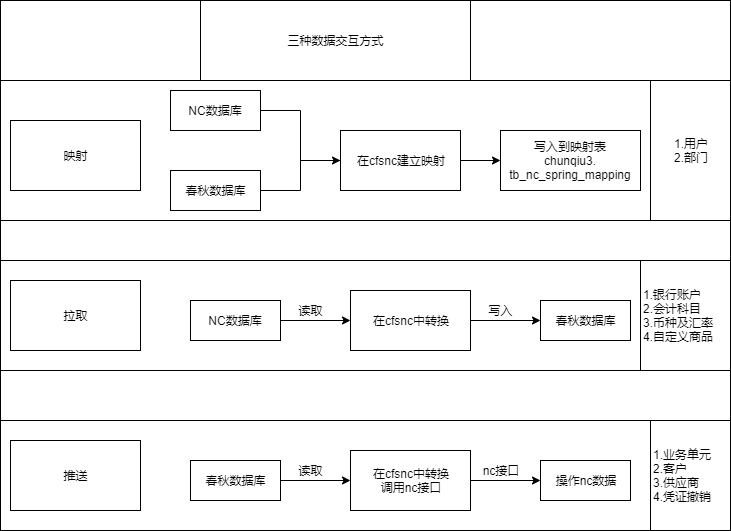 三种数据交互方式
映射
NC数据库
春秋数据库
在cfsnc建立映射
写入到映射表
chunqiu3.
tb_nc_spring_mapping
1.用户
2.部门
拉取
NC数据库
读取
在cfsnc中转换
写入
春秋数据库
1.银行账户
2.会计科目
3.币种及汇率
4.自定义商品
推送
春秋数据库
读取
在cfsnc中转换
调用nc接口
nc接口
操作nc数据
1.业务单元
2.客户
3.供应商
4.凭证撤销